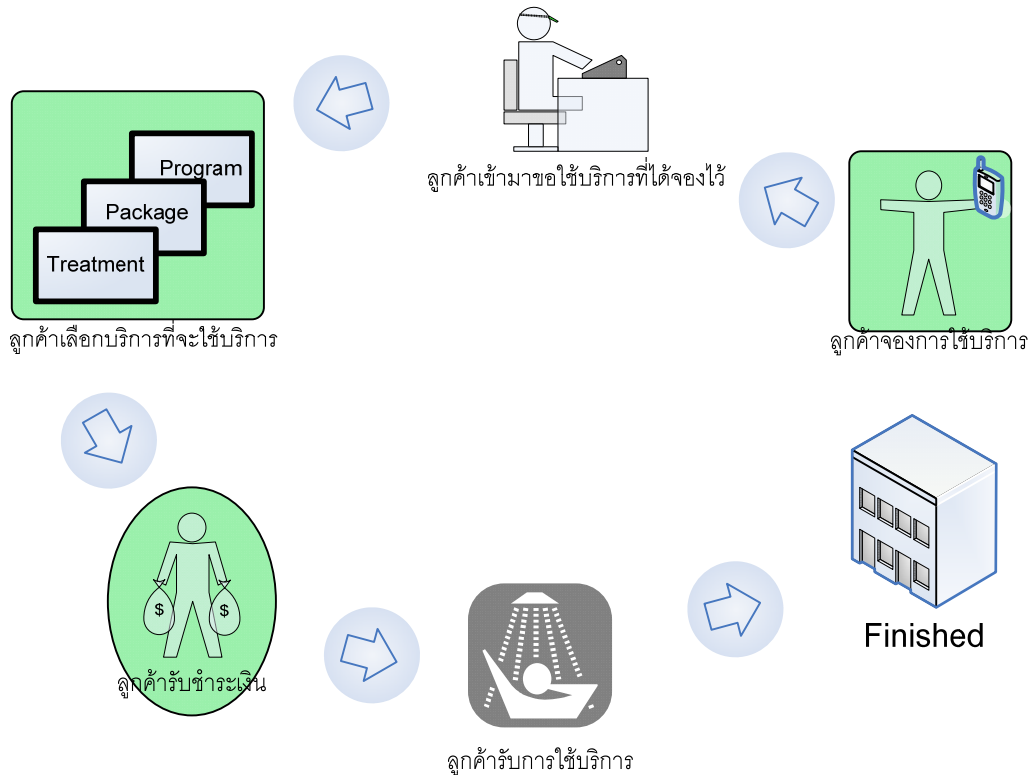 ลูกค้าเข้ามาขอใช้บริการที่ได้จองไว้
Program
Package
Treatment
ลูกค้าเลือกบริการที่จะใช้บริการ
ลูกค้าจองการใช้บริการ
$ $
ลูกค้ารับชำระเงิน
Finished
ลูกค้ารับการใช้บริการ